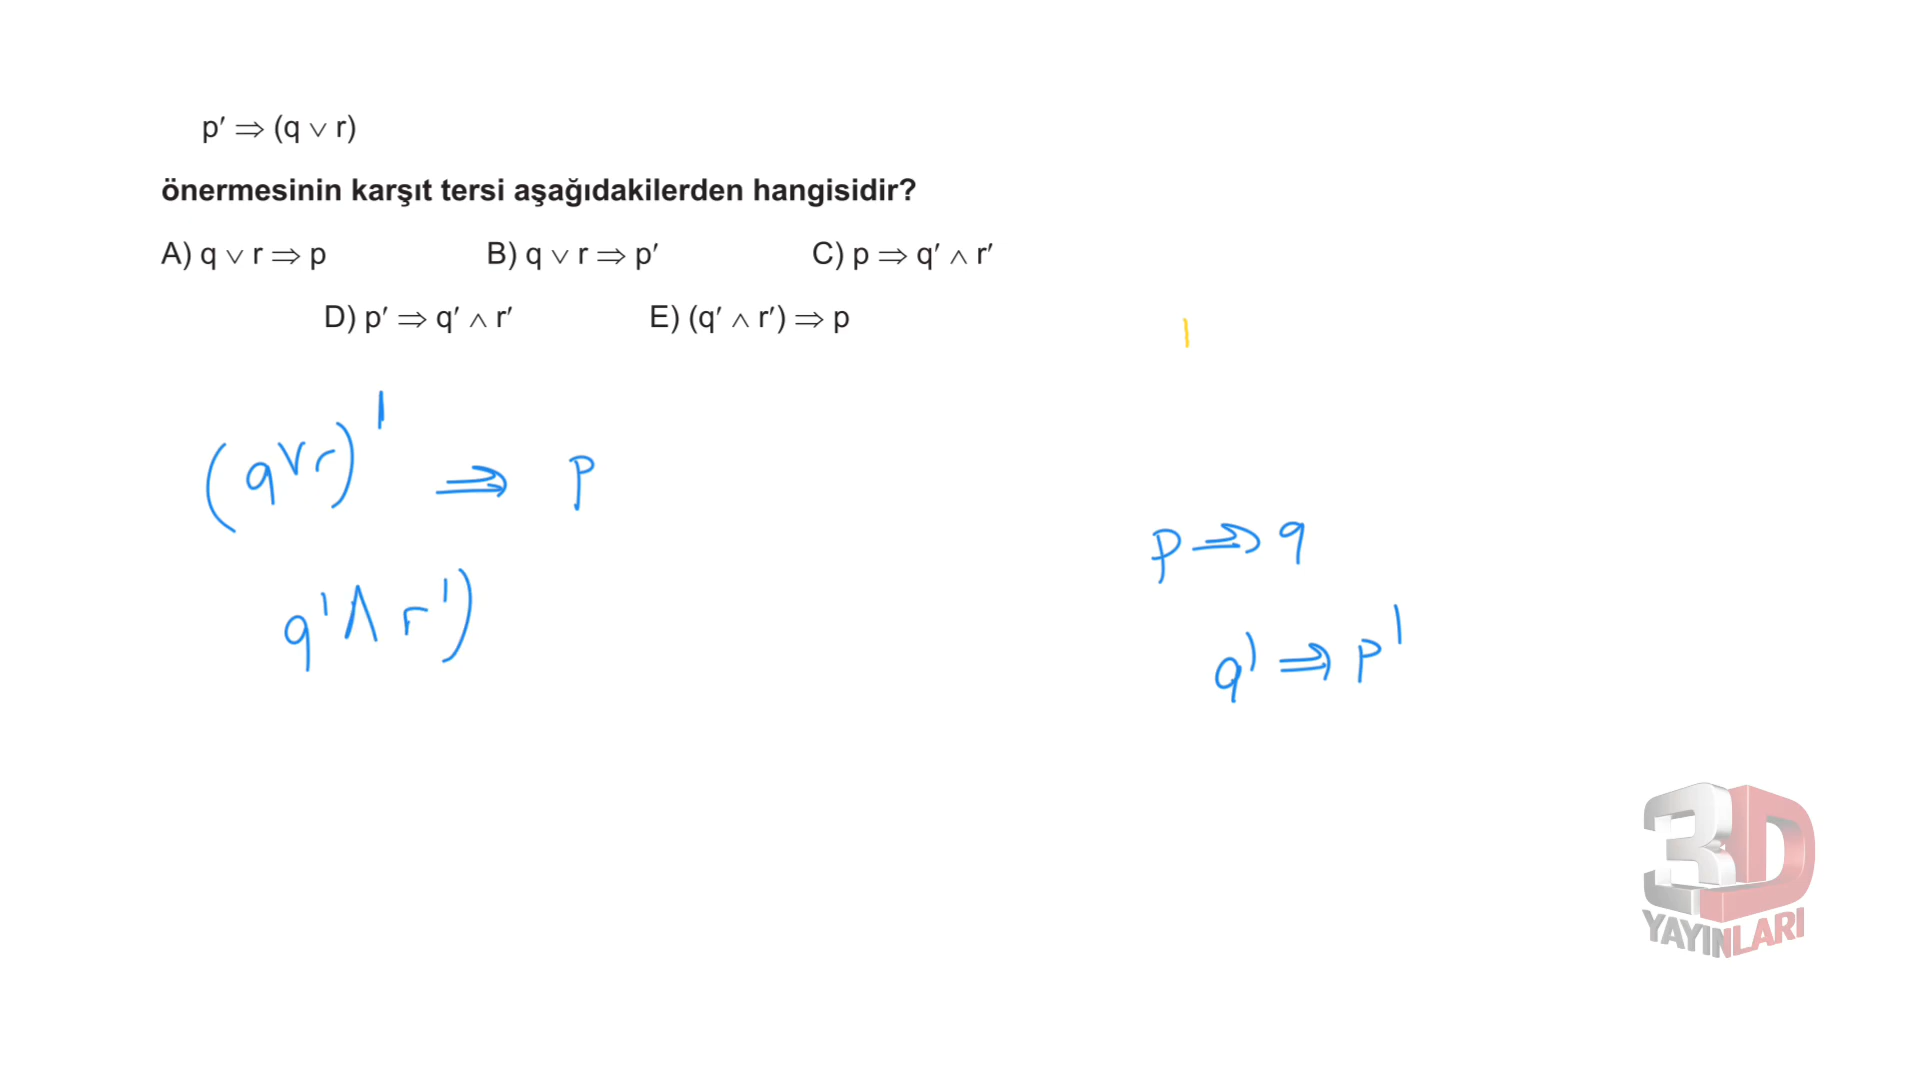 p′ ⇒ (q ∨ r)
önermesinin karşıt tersi aşağıdakilerden hangisidir?
A) q ∨ r ⇒ p B) q ∨ r ⇒ p′ C) p ⇒ q′ ∧ r′
D) p′ ⇒ q′ ∧ r′ E) (q′ ∧ r′) ⇒ p
(q ∨ r)' ⇒ p
q' ∧ r')
p ⇒ q
q' ⇒ p'
3D
YAYINLARI